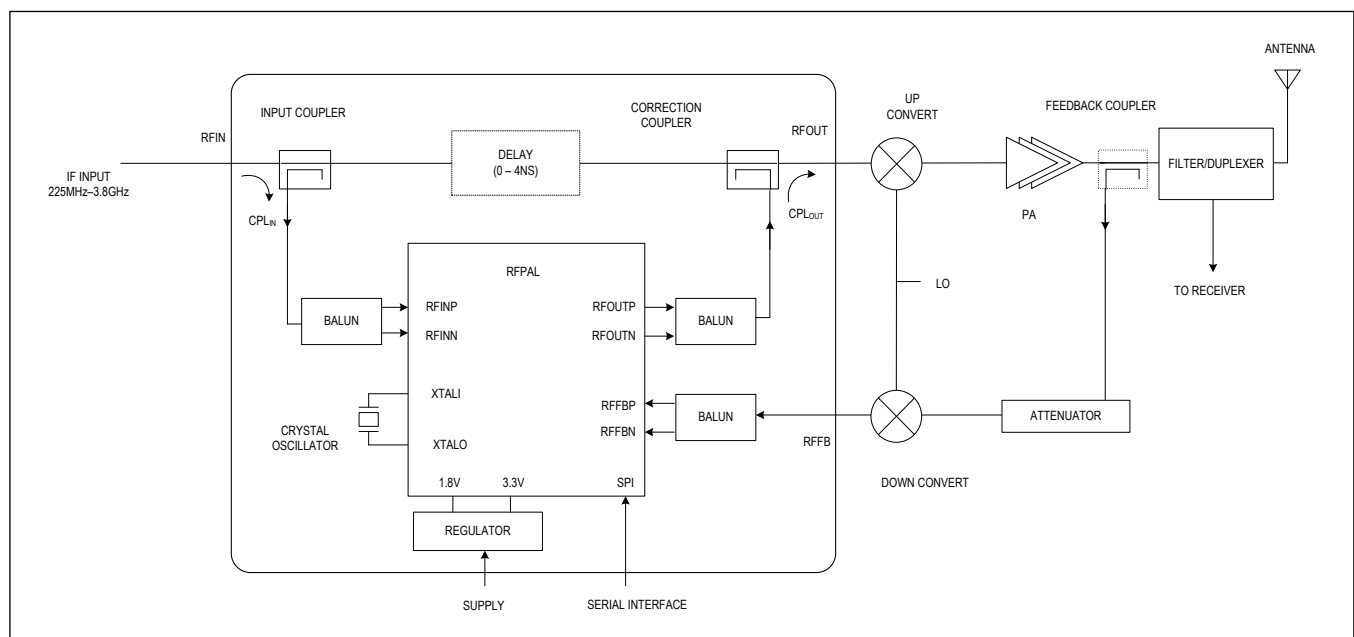 ANTENNA
UP
CONVERT
FEEDBACK COUPLER
INPUT COUPLER
CORRECTION
COUPLER
RFIN
RFOUT
IF INPUT
225MHz–3.8GHz
DELAY
(0 – 4NS)
FILTER/DUPLEXER
CPLIN
CPLOUT
PA
RFPAL
LO
TO RECEIVER
BALUN
RFINP
RFINN
RFOUTP
RFOUTN
BALUN
XTALI
XTALO
CRYSTAL
OSCILLATOR
RFFBP
RFFBN
BALUN
RFFB
ATTENUATOR
DOWN CONVERT
1.8V
3.3V
SPI
REGULATOR
SUPPLY
SERIAL INTERFACE